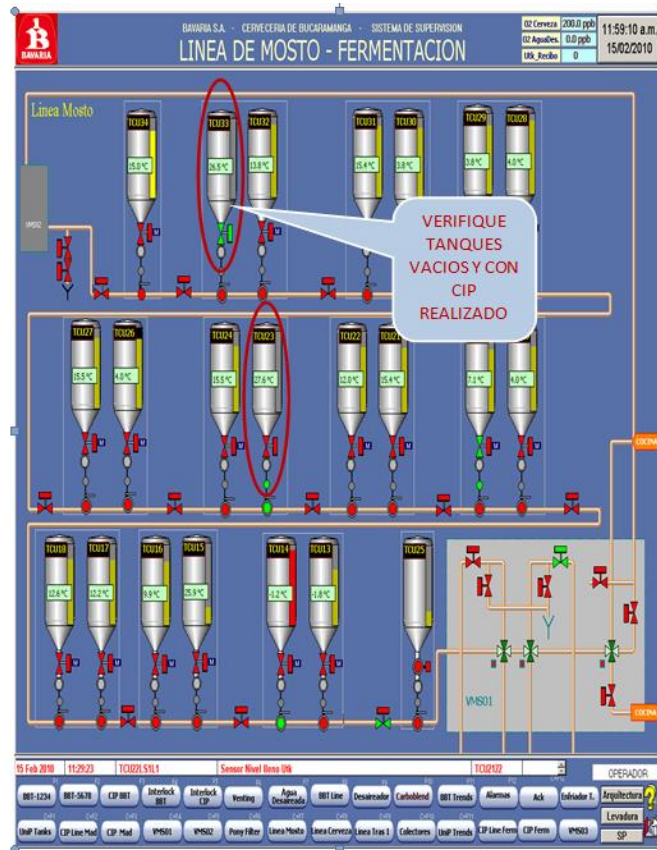 BAVARIA
BAVARIA S.A. - CERVECERIA DE BUCARAMANGA - SISTEMA DE SUPERVISION
LINEA DE MOSTO - FERMENTACION
O2 Cerveza 200.0 ppb
O2 AguaDes. 0.0 ppb
Utk_Recibo 0
11:59:10 a.m.
15/02/2010
Linea Mosto
TCU34 TCU33 TCU32 TCU31 TCU30 TCU29 TCU28
15.0 °C 26.5 °C 13.8 °C 15.4 °C 3.8 °C 3.8 °C 4.0 °C
VMS02
VERIFIQUE
TANQUES
VACIOS Y CON
CIP
REALIZADO
TCU27 TCU26 TCU24 TCU23 TCU22 TCU21
15.5 °C 4.0 °C 15.5 °C 27.6 °C 12.0 °C 15.4 °C 7.1 °C 4.0 °C
COCINA
TCU18 TCU17 TCU16 TCU15 TCU14 TCU13 TCU25
12.6 °C 12.2 °C 9.9 °C 25.9 °C -1.2 °C -1.8 °C
VMS01
COCINA
15 Feb 2010 11:29:23 TCU22LS1L1 Sensor Nivel lleno Utk TCU2122
OPERADOR
BBT-1234 BBT-5678 CIP BBT Interlock BBT Interlock CIP Venting Agua Desaireada BBT Line Desaireador Carboblend BBT Trends Alarmas Ack Enfriador T. Arquitectura
Levadura
UniP Tanks CIP Line Mad CIP Mad VMS01 VMS02 Pony Filter Linea Mosto Linea Cerveza Linea Tras 1 Colectores UniP Trends CIP Line Ferm CIP Ferm VMS03 SP